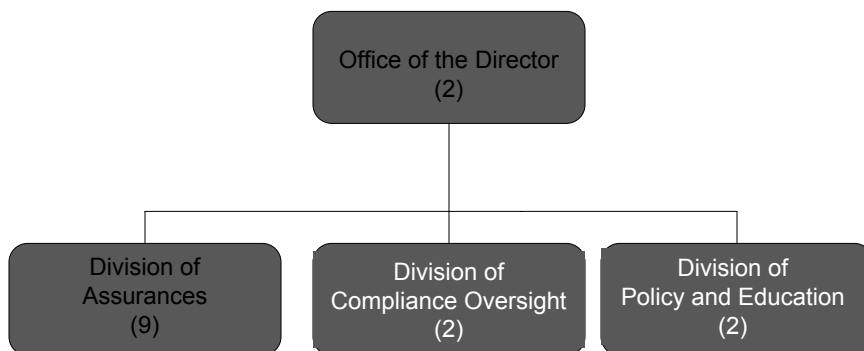 Office of the Director
(2)
Division of
Assurances
(9)
Division of
Compliance Oversight
(2)
Division of
Policy and Education
(2)